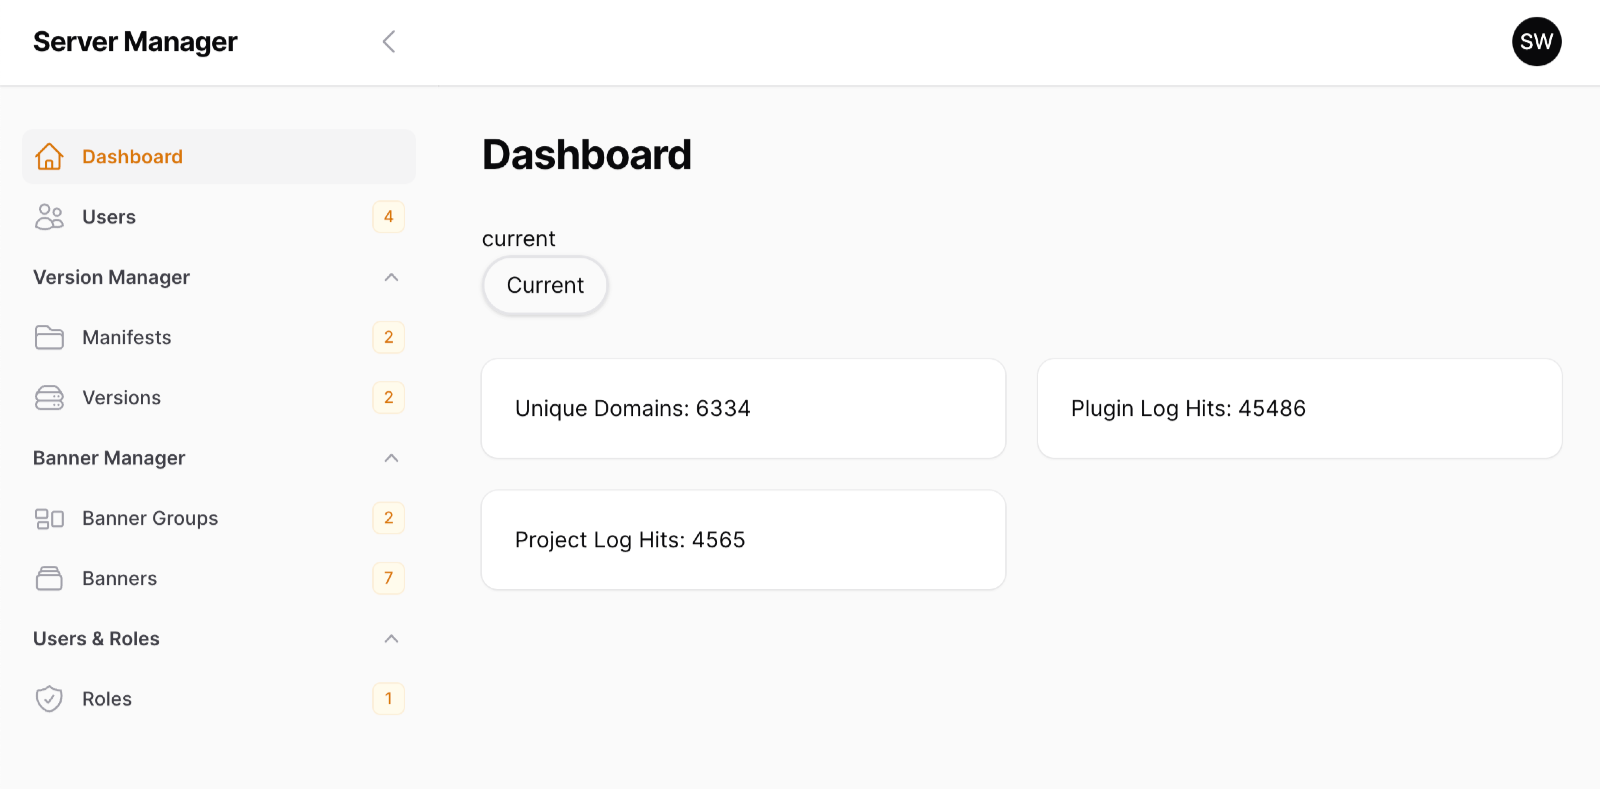 Server Manager
SW
Dashboard
Users 4
Version Manager
Manifests 2
Versions 2
Banner Manager
Banner Groups 2
Banners 7
Users & Roles
Roles 1
Dashboard
current
Current
Unique Domains: 6334
Plugin Log Hits: 45486
Project Log Hits: 4565